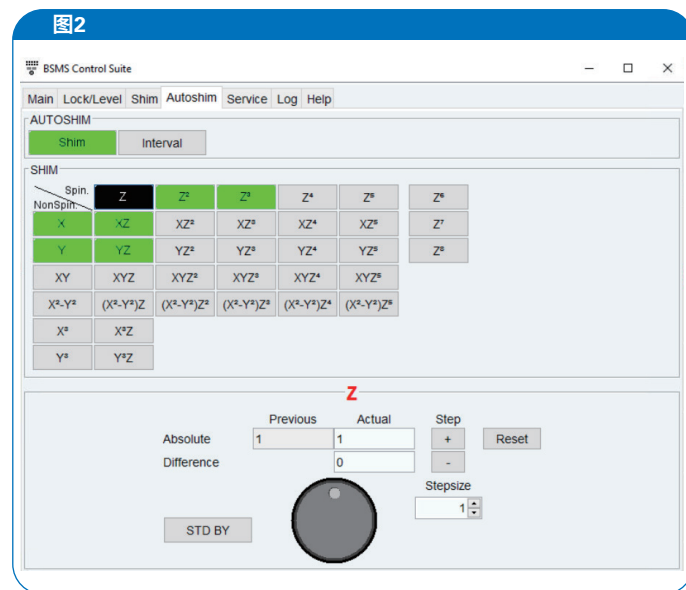 图2
BSMS Control Suite
Main Lock/Level Shim Autoshim Service Log Help
AUTOSHIM
Shim Interval
SHIM
Spin. NonSpin. Z Z² Z³ Z⁴ Z⁵ Z⁶
X XZ XZ² XZ³ XZ⁴ XZ⁵ Z⁷
Y YZ YZ² YZ³ YZ⁴ YZ⁵ Z⁸
XY XYZ XYZ² XYZ³ XYZ⁴ XYZ⁵
X²-Y² (X²-Y²)Z (X²-Y²)Z² (X²-Y²)Z³ (X²-Y²)Z⁴ (X²-Y²)Z⁵
X³ X³Z
Y³ Y³Z
Z
Previous Actual Step
Absolute 1 1 + Reset
Difference 0 -
Stepsize
1
STD BY